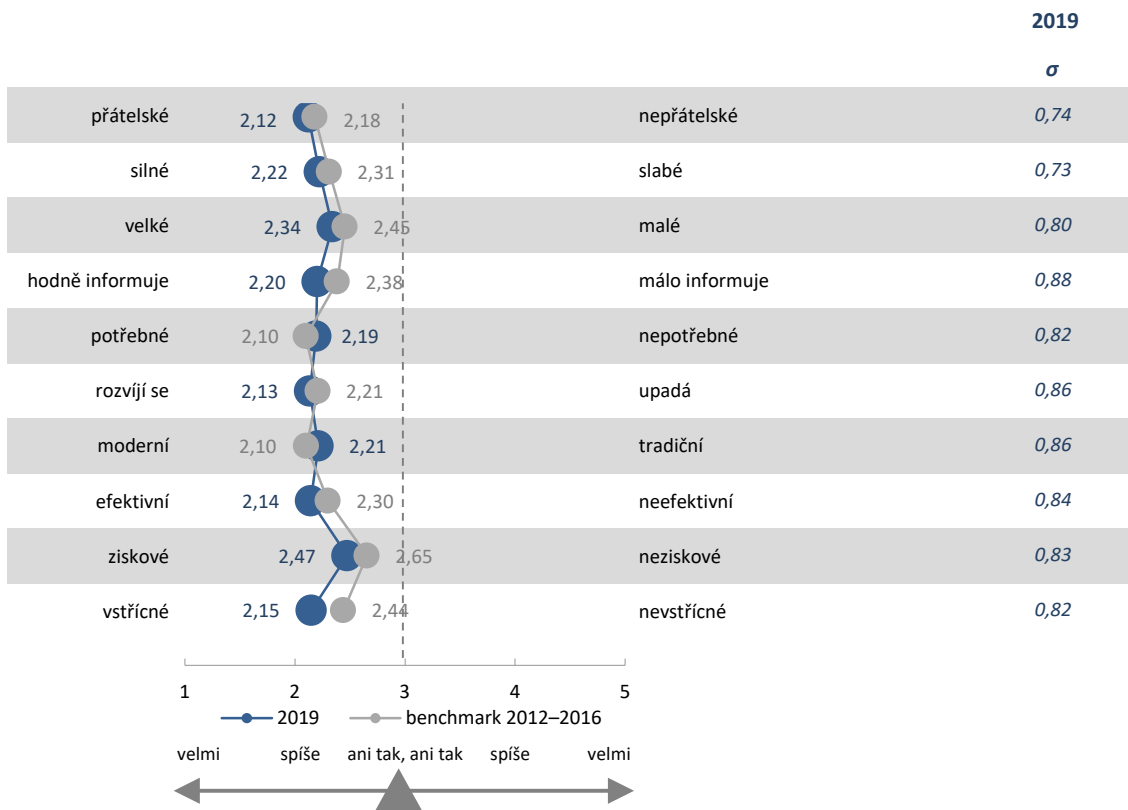 2019
σ
přátelské 2,12 2,18 nepřátelské 0,74
silné 2,22 2,31 slabé 0,73
velké 2,34 2,45 malé 0,80
hodně informuje 2,20 2,38 málo informuje 0,88
potřebné 2,10 2,19 nepotřebné 0,82
rozvíjí se 2,13 2,21 upadá 0,86
moderní 2,10 2,21 tradiční 0,86
efektivní 2,14 2,30 neefektivní 0,84
ziskové 2,47 2,65 neziskové 0,83
vstřícné 2,15 2,44 nevstřícné 0,82
1 2 3 4 5
2019 benchmark 2012–2016
velmi spíše ani tak, ani tak spíše velmi